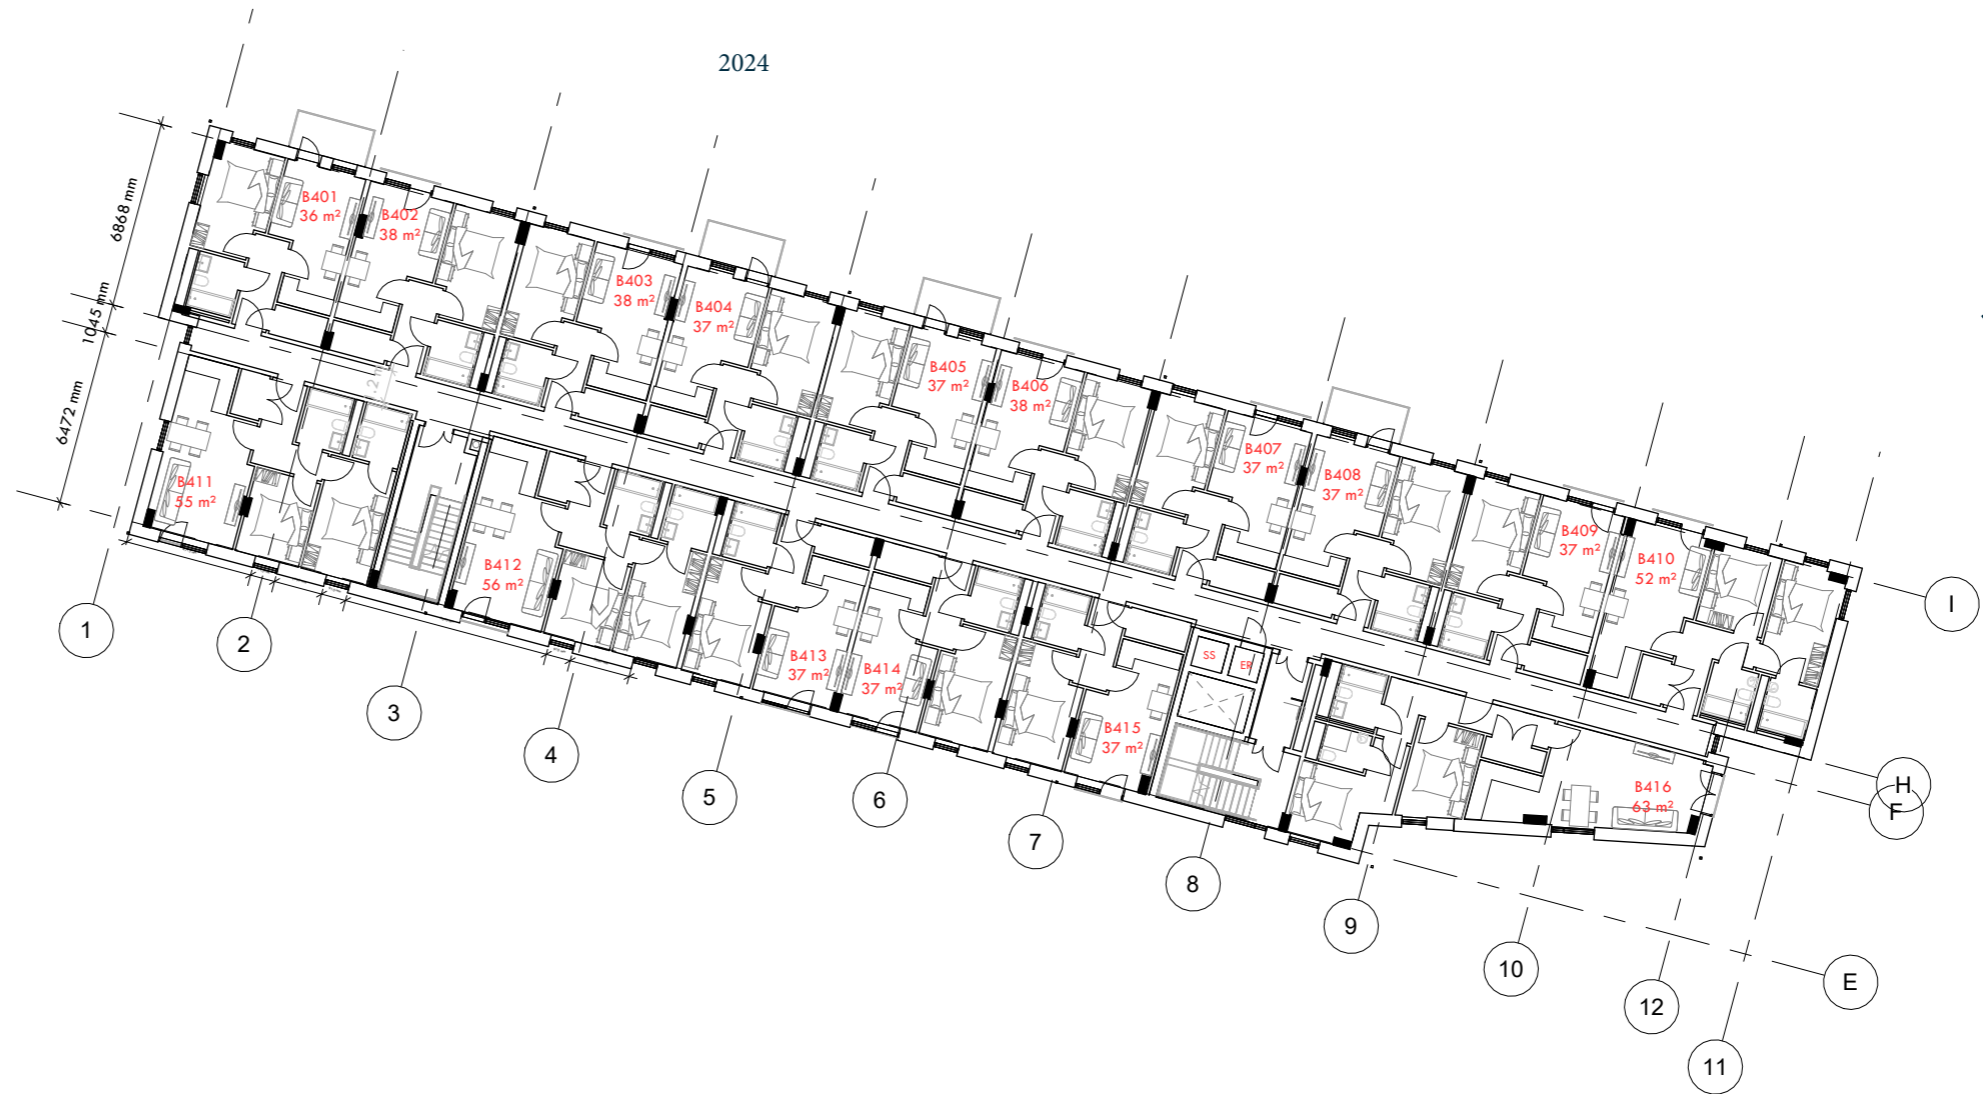 2024
6868 mm
1045 mm
6472 mm
B401
36 m²
B402
38 m²
B403
38 m²
B404
37 m²
B405
37 m²
B406
38 m²
B407
37 m²
B408
37 m²
B409
37 m²
B410
52 m²
B411
55 m²
B412
56 m²
B413
37 m²
B414
37 m²
B415
37 m²
SS
ER
B416
63 m²
1
2
3
4
5
6
7
8
9
10
12
11
I
H
F
E